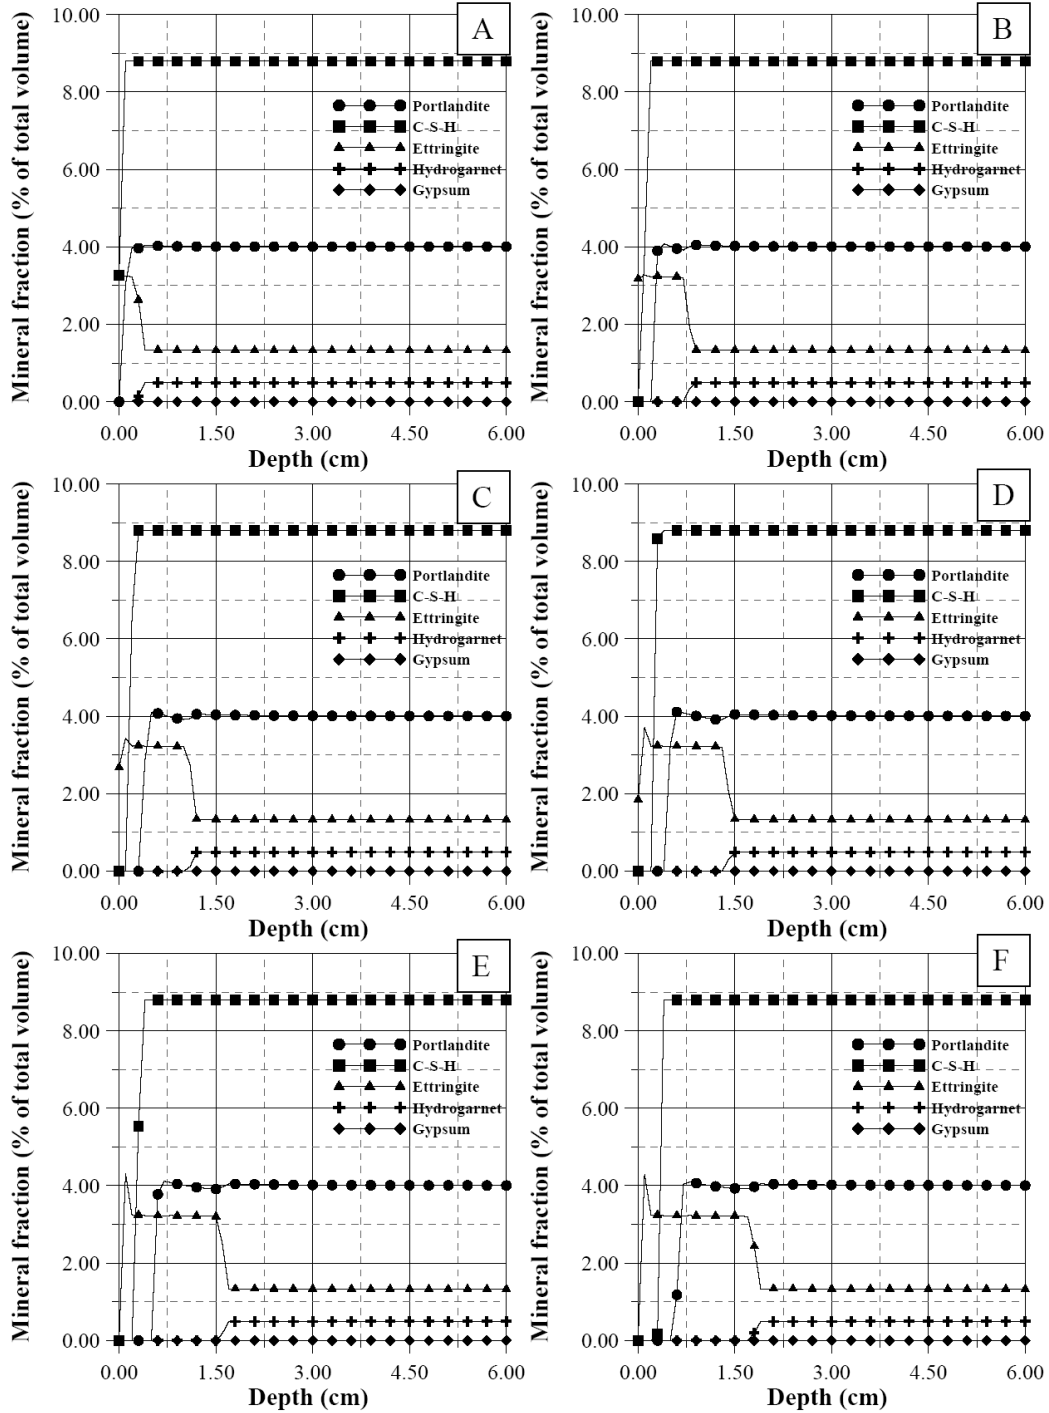 A
Mineral fraction (% of total volume)
10.00
8.00
6.00
4.00
2.00
0.00
Portlandite
C-S-H
Ettringite
Hydrogarnet
Gypsum
0.00 1.50 3.00 4.50 6.00
Depth (cm)
B
Mineral fraction (% of total volume)
10.00
8.00
6.00
4.00
2.00
0.00
Portlandite
C-S-H
Ettringite
Hydrogarnet
Gypsum
0.00 1.50 3.00 4.50 6.00
Depth (cm)
C
Mineral fraction (% of total volume)
10.00
8.00
6.00
4.00
2.00
0.00
Portlandite
C-S-H
Ettringite
Hydrogarnet
Gypsum
0.00 1.50 3.00 4.50 6.00
Depth (cm)
D
Mineral fraction (% of total volume)
10.00
8.00
6.00
4.00
2.00
0.00
Portlandite
C-S-H
Ettringite
Hydrogarnet
Gypsum
0.00 1.50 3.00 4.50 6.00
Depth (cm)
E
Mineral fraction (% of total volume)
10.00
8.00
6.00
4.00
2.00
0.00
Portlandite
C-S-H
Ettringite
Hydrogarnet
Gypsum
0.00 1.50 3.00 4.50 6.00
Depth (cm)
F
Mineral fraction (% of total volume)
10.00
8.00
6.00
4.00
2.00
0.00
Portlandite
C-S-H
Ettringite
Hydrogarnet
Gypsum
0.00 1.50 3.00 4.50 6.00
Depth (cm)